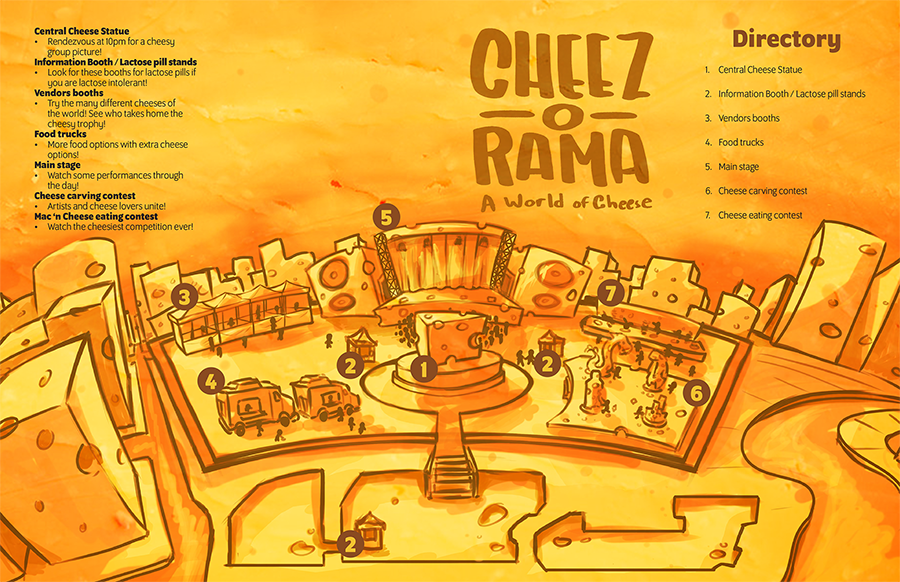 Central Cheese Statue
• Rendezvous at 10pm for a cheesy
group picture!
Information Booth / Lactose pill stands
• Look for these booths for lactose pills if
you are lactose intolerant!
Vendors booths
• Try the many different cheeses of
the world! See who takes home the
cheesy trophy!
Food trucks
• More food options with extra cheese
options!
Main stage
• Watch some performances through
the day!
Cheese carving contest
• Artists and cheese lovers unite!
Mac 'n Cheese eating contest
• Watch the cheesiest competition ever!
CHEEZ
-O-
RAMA
A World of Cheese
Directory
1. Central Cheese Statue
2. Information Booth / Lactose pill stands
3. Vendors booths
4. Food trucks
5. Main stage
6. Cheese carving contest
7. Cheese eating contest
5
3
7
2
1
2
4
6
2